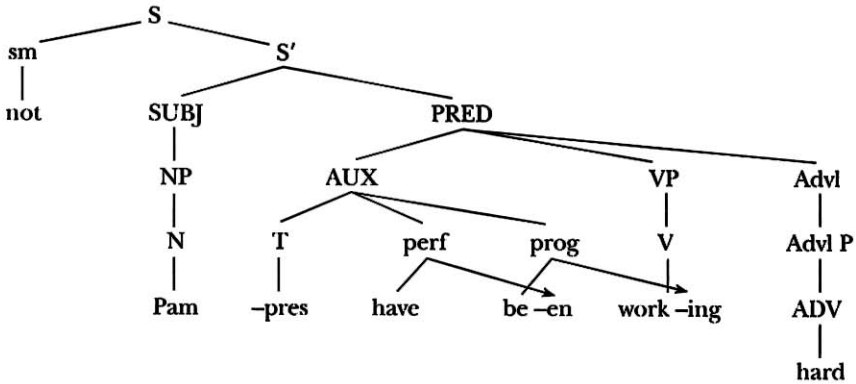 S
sm S′
not SUBJ PRED
NP AUX VP Advl
N T perf prog V Advl P
Pam –pres have be –en work –ing ADV
hard